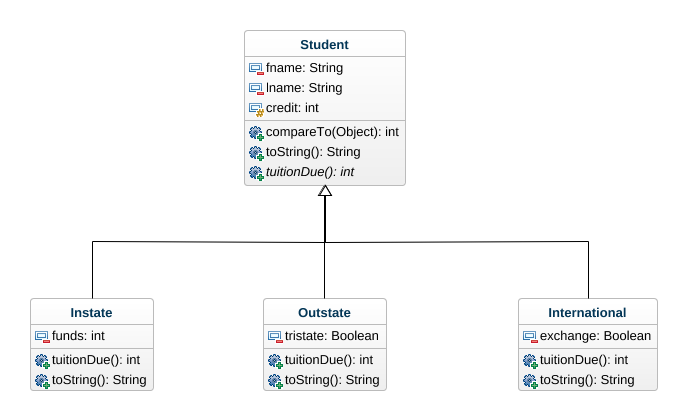 Student
fname: String
lname: String
credit: int
compareTo(Object): int
toString(): String
tuitionDue(): int
Instate
funds: int
tuitionDue(): int
toString(): String
Outstate
tristate: Boolean
tuitionDue(): int
toString(): String
International
exchange: Boolean
tuitionDue(): int
toString(): String